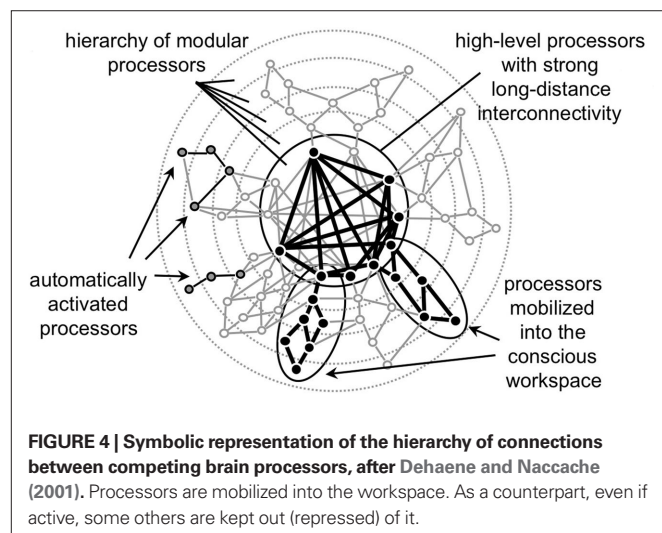 hierarchy of modular
processors
high-level processors
with strong
long-distance
interconnectivity
automatically
activated
processors
processors
mobilized
into the
conscious
workspace
FIGURE 4 | Symbolic representation of the hierarchy of connections
between competing brain processors, after Dehaene and Naccache
(2001). Processors are mobilized into the workspace. As a counterpart, even if
active, some others are kept out (repressed) of it.